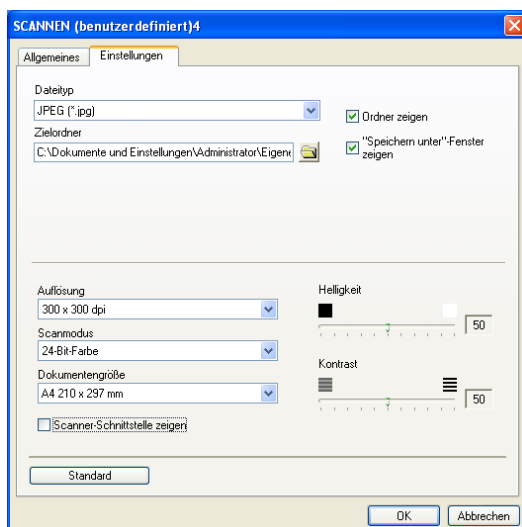 SCANNEN (benutzerdefiniert)4
Allgemeines
Einstellungen
Dateityp
JPEG (*.jpg)
Ordner zeigen
Zielordner
C:\Dokumente und Einstellungen\Administrator\Eigene
"Speichern unter"-Fenster
zeigen
Auflösung
300 x 300 dpi
Helligkeit
50
Scanmodus
24-Bit-Farbe
Dokumentengröße
A4 210 x 297 mm
Kontrast
50
Scanner-Schnittstelle zeigen
Standard
OK
Abbrechen